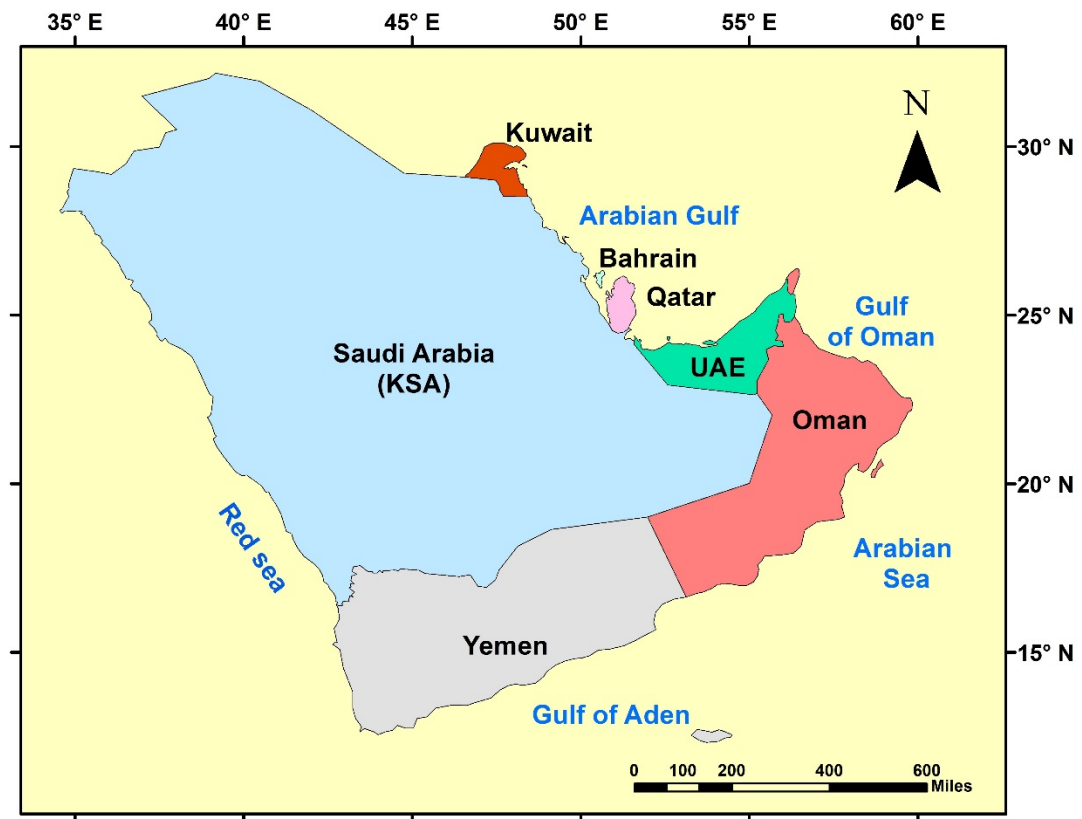 35° E 40° E 45° E 50° E 55° E 60° E
N
Kuwait
30° N
Arabian Gulf
Bahrain
Qatar
Gulf
of Oman
25° N
Saudi Arabia
(KSA)
UAE
Oman
20° N
Red sea
Arabian
Sea
Yemen
15° N
Gulf of Aden
0 100 200 400 600
Miles